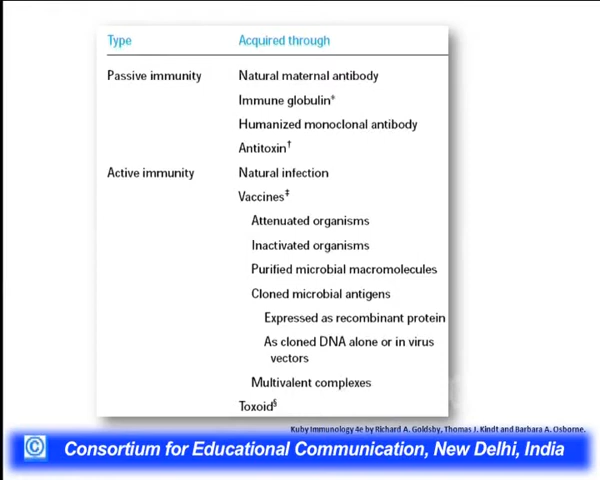 Type Acquired through
Passive immunity Natural maternal antibody
Immune globulin*
Humanized monoclonal antibody
Antitoxin†
Active immunity Natural infection
Vaccines‡
Attenuated organisms
Inactivated organisms
Purified microbial macromolecules
Cloned microbial antigens
Expressed as recombinant protein
As cloned DNA alone or in virus
vectors
Multivalent complexes
Toxoid§
Kuby Immunology 4e by Richard A. Goldsby, Thomas J. Kindt and Barbara A. Osborne.
© Consortium for Educational Communication, New Delhi, India